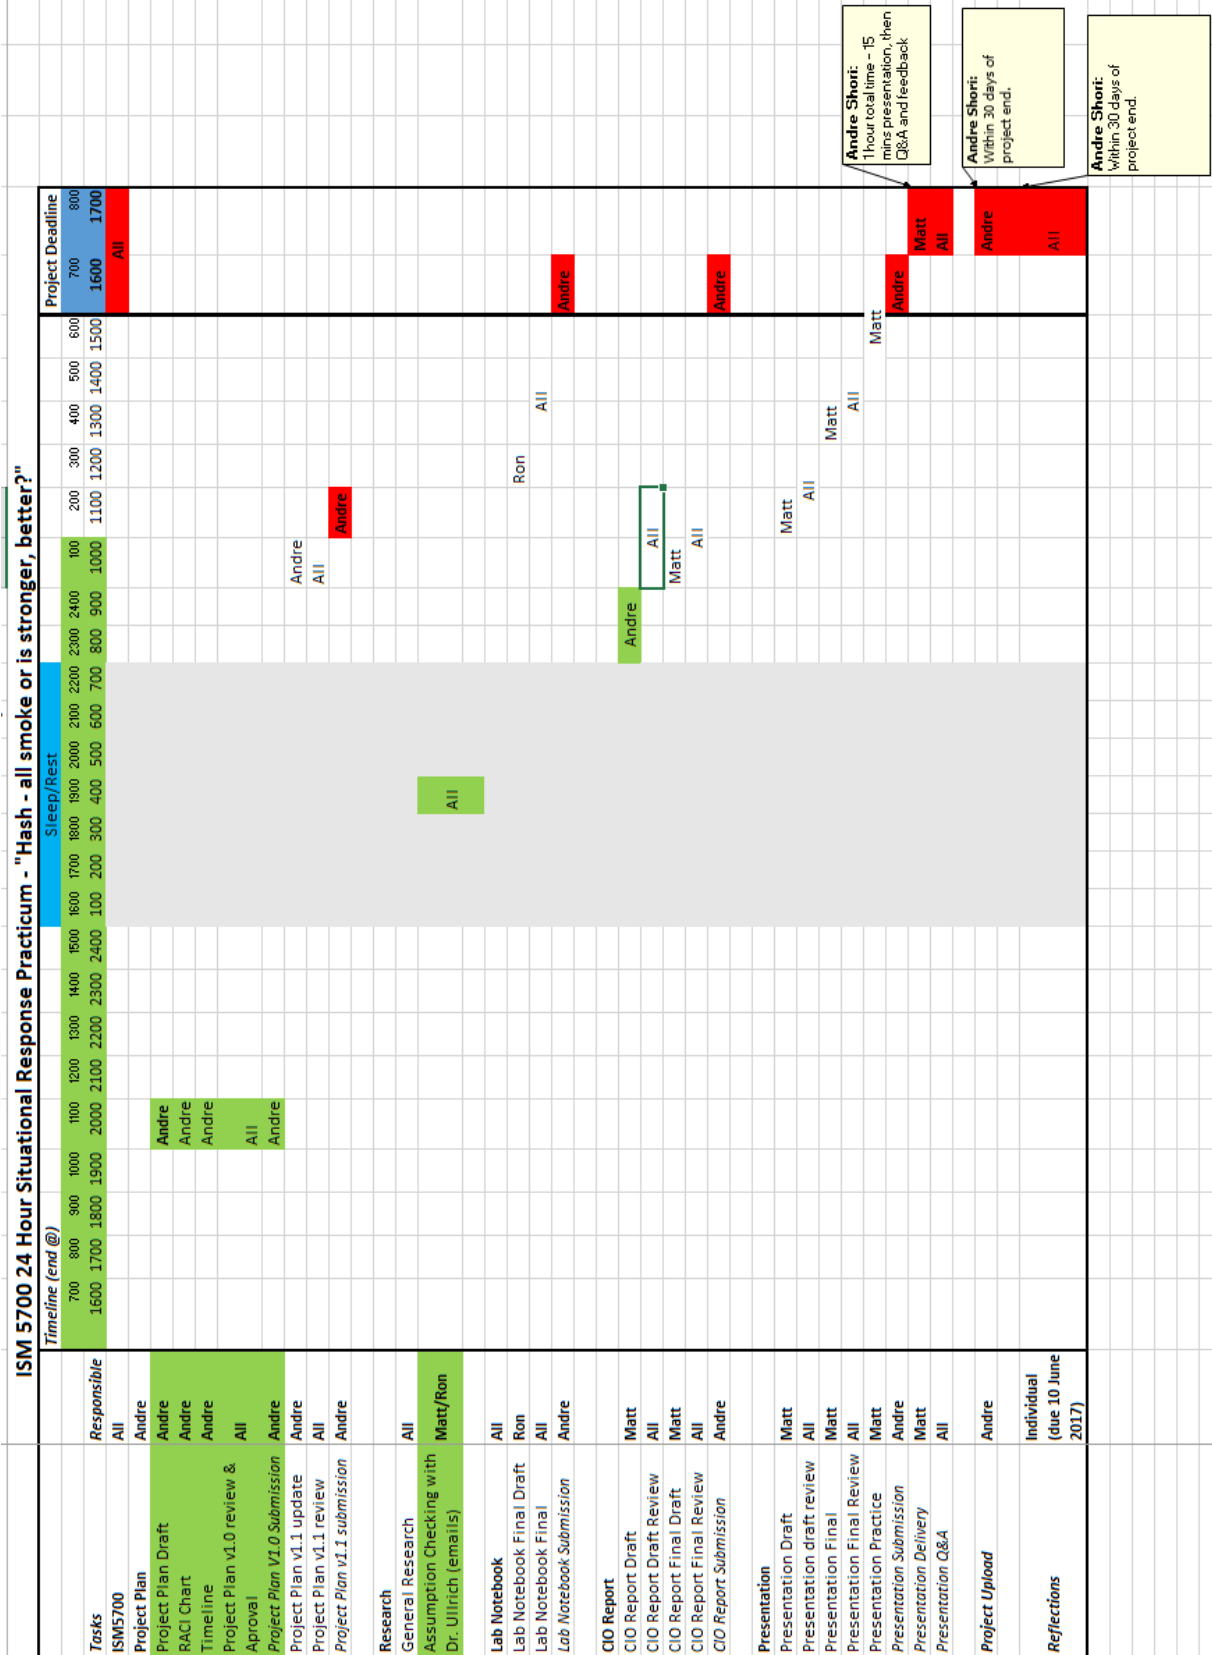 ISM 5700 24 Hour Situational Response Practicum - "Hash - all smoke or is stronger, better?"
Timeline (end @) Sleep/Rest Project Deadline
700 800 900 1000 1100 1200 1300 1400 1500 1600 1700 1800 1900 2000 2100 2200 2300 2400 100 200 300 400 500 600 700 800
Tasks Responsible 1600 1700 1800 1900 2000 2100 2200 2300 2400 100 200 300 400 500 600 700 800 900 1000 1100 1200 1300 1400 1500 1600 1700
ISM5700 All All
Project Plan Andre
Project Plan Draft Andre Andre
RACI Chart Andre Andre
Timeline Andre Andre
Project Plan v1.0 review &
Aproval All All
Project Plan V1.0 Submission Andre Andre
Project Plan v1.1 update Andre Andre
Project Plan v1.1 review All All
Project Plan v1.1 submission Andre Andre
Research
General Research All
Assumption Checking with
Dr. Ullrich (emails) Matt/Ron All
Lab Notebook All
Lab Notebook Final Draft Ron Ron
Lab Notebook Final All All
Lab Notebook Submission Andre Andre
CIO Report
CIO Report Draft Matt Andre
CIO Report Draft Review All All
CIO Report Final Draft Matt Matt
CIO Report Final Review All All
CIO Report Submission Andre Andre
Presentation
Presentation Draft Matt Matt
Presentation draft review All All
Presentation Final Matt Matt
Presentation Final Review All All
Presentation Practice Matt Matt
Presentation Submission Andre Andre
Presentation Delivery Matt Matt
Presentation Q&A All All
Project Upload Andre Andre
Reflections Individual
(due 10 June
2017) All
Andre Shori:
1 hour total time - 15
mins presentation, then
Q&A and feedback
Andre Shori:
Within 30 days of
project end.
Andre Shori:
Within 30 days of
project end.